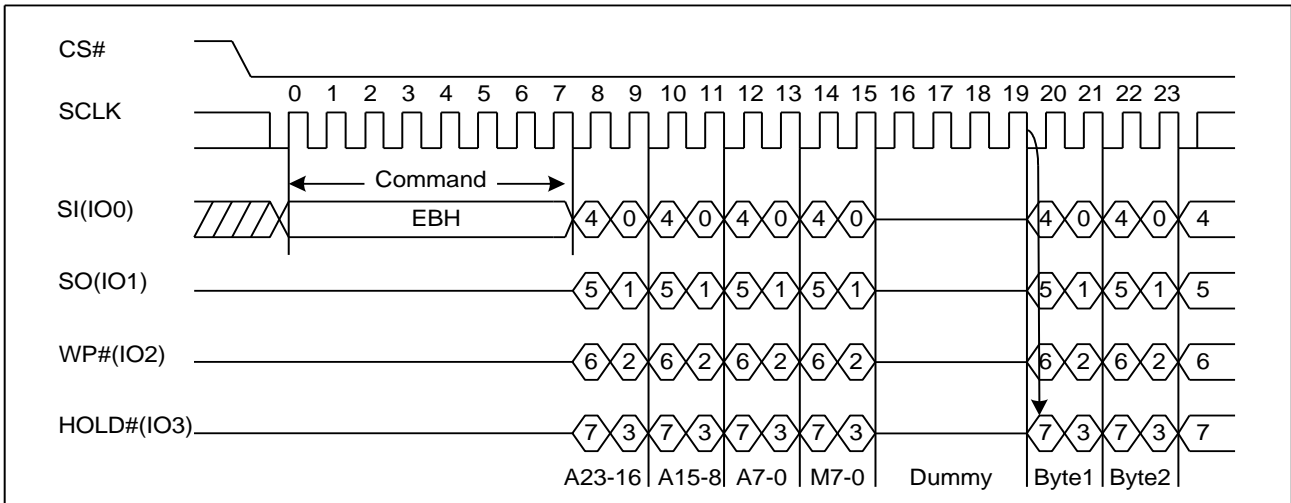 CS#
0 1 2 3 4 5 6 7 8 9 10 11 12 13 14 15 16 17 18 19 20 21 22 23
SCLK
Command
SI(IO0) EBH 4 0 4 0 4 0 4 0 4 0 4 0 4
SO(IO1) 5 1 5 1 5 1 5 1 5 1 5 1 5
WP#(IO2) 6 2 6 2 6 2 6 2 6 2 6 2 6
HOLD#(IO3) 7 3 7 3 7 3 7 3 7 3 7 3 7
A23-16 A15-8 A7-0 M7-0 Dummy Byte1 Byte2